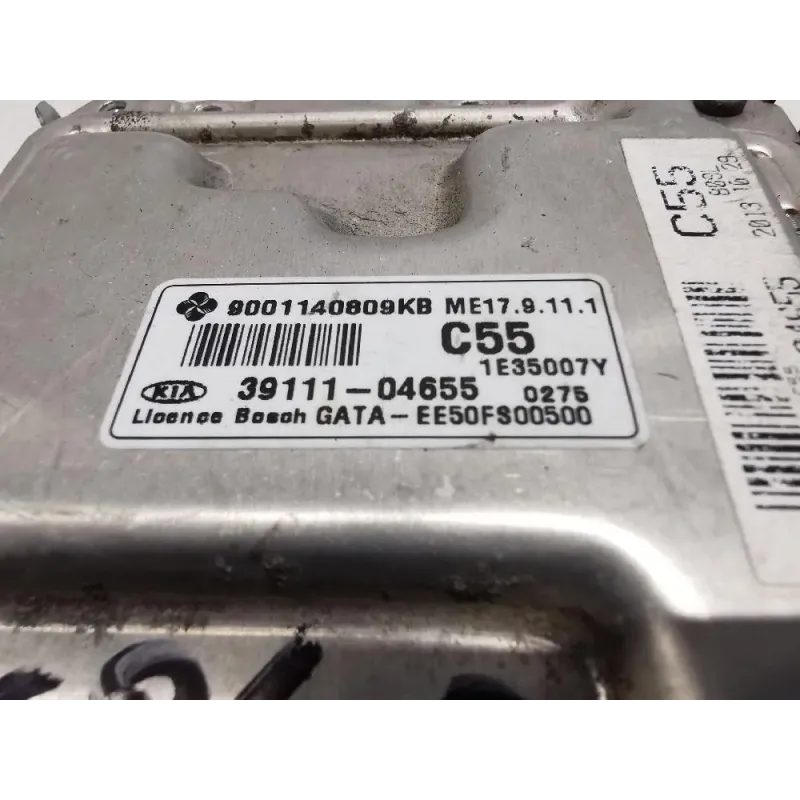 9001140809KB ME17.9.11.1
C55
1E35007Y
KIA 39111-04655 0275
Licence Bosch GATA-EE50FS00500
C55
2013 10 29